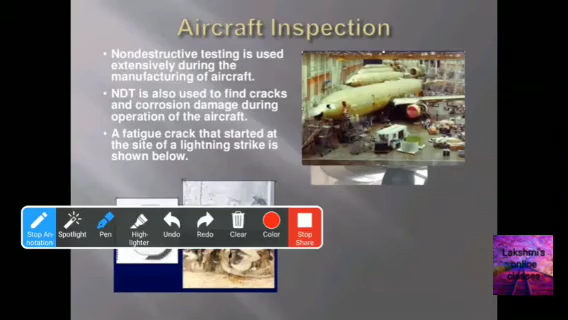 Aircraft Inspection
• Nondestructive testing is used
extensively during the
manufacturing of aircraft.
• NDT is also used to find cracks
and corrosion damage during
operation of the aircraft.
• A fatigue crack that started at
the site of a lightning strike is
shown below.
Stop An-
notation
Spotlight
Pen
High-
lighter
Undo
Redo
Clear
Color
Stop
Share
Lakshmi's
online
classes